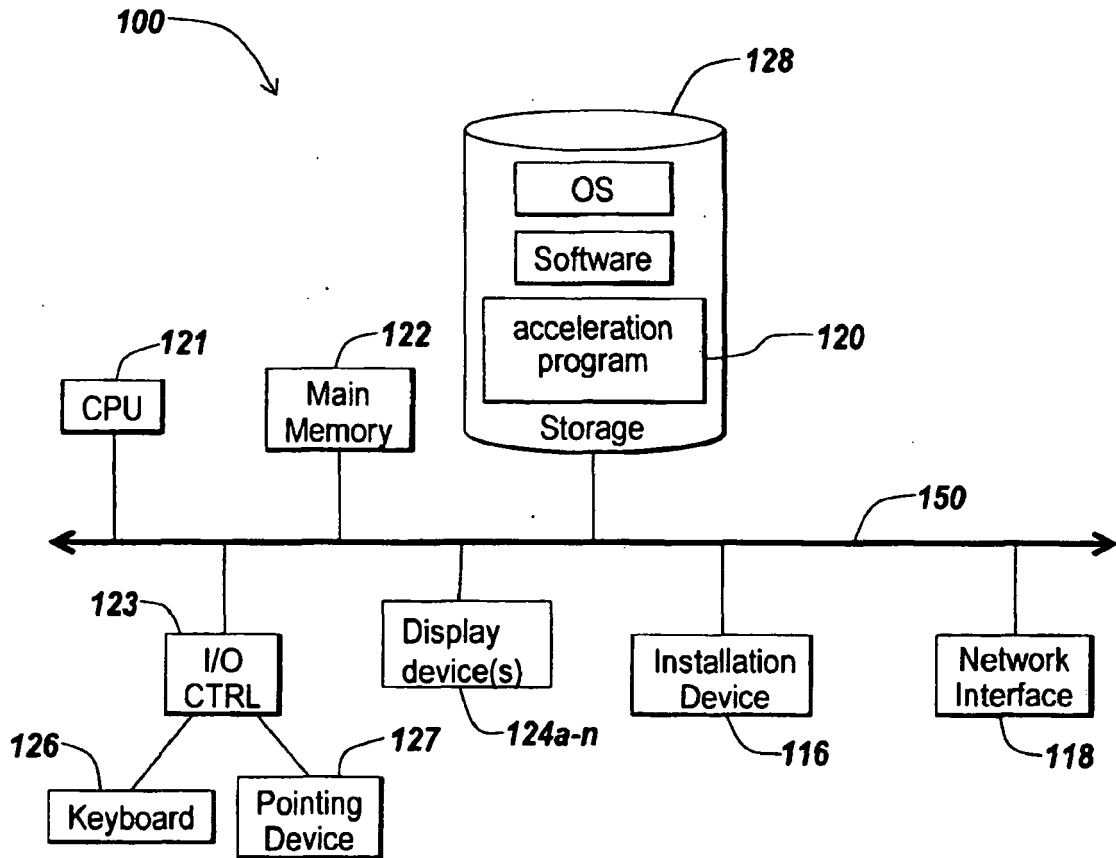 100
128
OS
Software
acceleration
program
120
Storage
121
CPU
122
Main
Memory
150
123
I/O
CTRL
Display
device(s)
124a-n
Installation
Device
116
Network
Interface
118
126
Keyboard
127
Pointing
Device